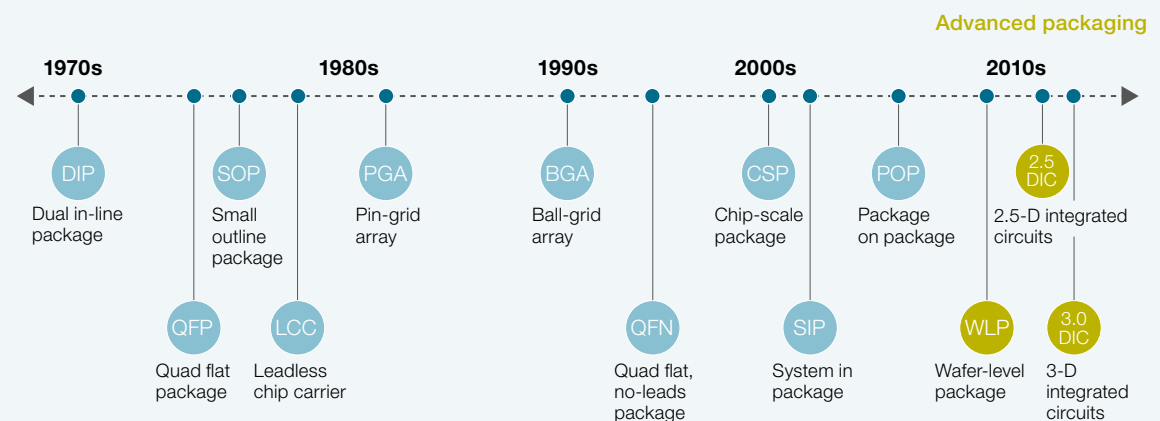 Advanced packaging
1970s
1980s
1990s
2000s
2010s
DIP
Dual in-line
package
SOP
Small
outline
package
PGA
Pin-grid
array
BGA
Ball-grid
array
CSP
Chip-scale
package
POP
Package
on package
2.5
DIC
2.5-D integrated
circuits
QFP
Quad flat
package
LCC
Leadless
chip carrier
QFN
Quad flat,
no-leads
package
SIP
System in
package
WLP
Wafer-level
package
3.0
DIC
3-D
integrated
circuits